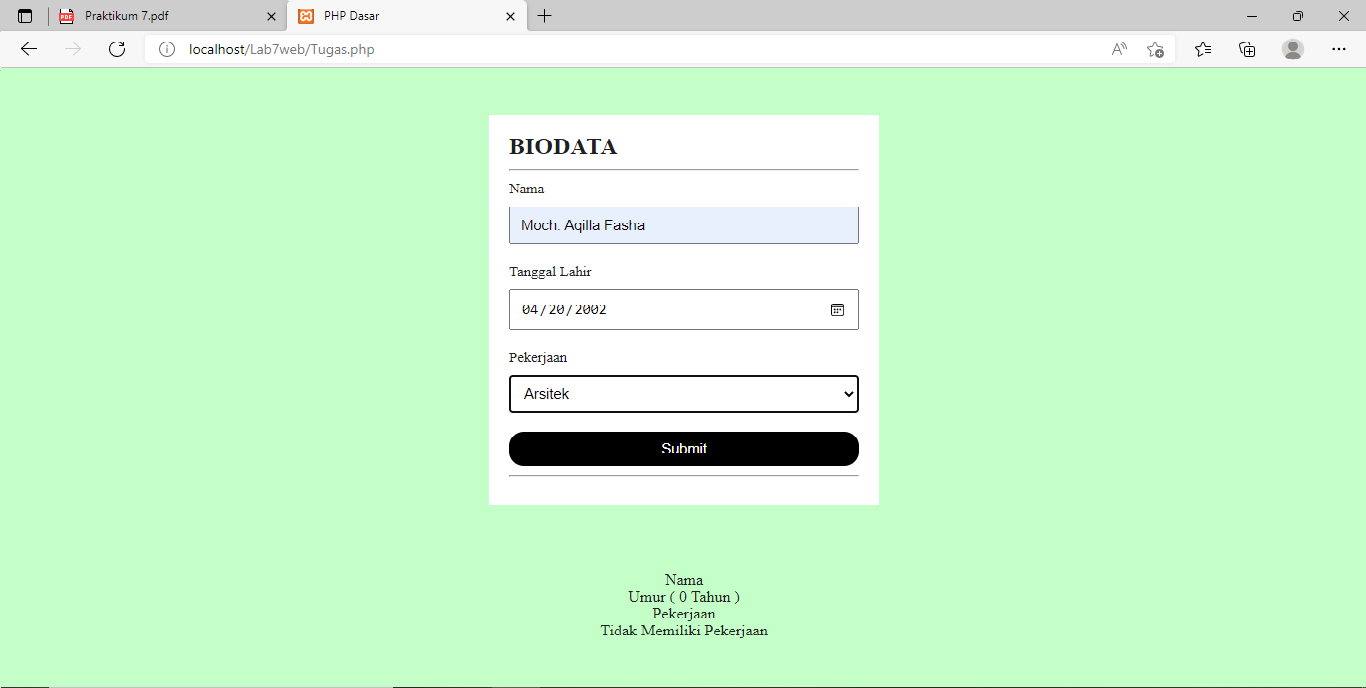 Praktikum 7.pdf
PHP Dasar
localhost/Lab7web/Tugas.php
BIODATA
Nama
Moch. Aqilla Fasha
Tanggal Lahir
04/20/2002
Pekerjaan
Arsitek
Submit
Nama
Umur ( 0 Tahun )
Pekerjaan
Tidak Memiliki Pekerjaan